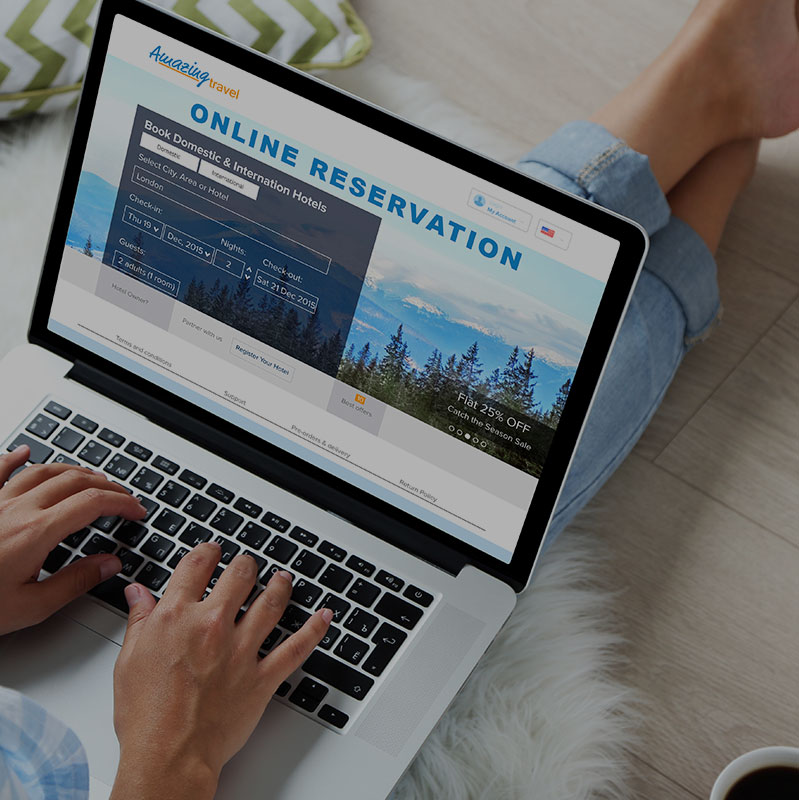 Amazing
travel
ONLINE RESERVATION
My Account
Book Domestic & Internation Hotels
Domestic
International
Select City, Area or Hotel
London
Check-in:
Nights:
Check-out:
Thu 19
Dec. 2015
2
Sat 21 Dec 2015
Guests:
2 adults (1 room)
Hotel Owner?
Partner with us
Register Your Hotel
Best offers
Flat 25% OFF
Catch the Season Sale
Terms and conditions
Support
Pre-orders & delivery
Return Policy